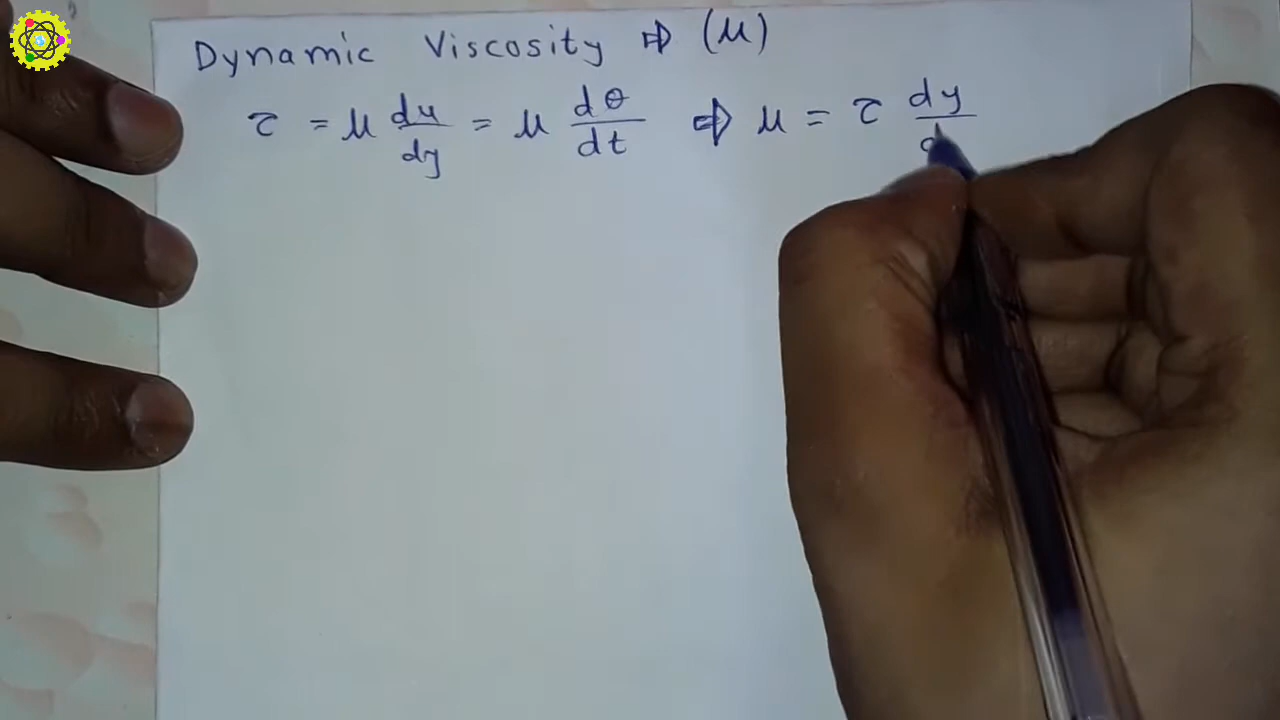 Dynamic Viscosity ⇒ (μ)
τ = μ du/dy = μ dθ/dt ⇒ μ = τ dy/d